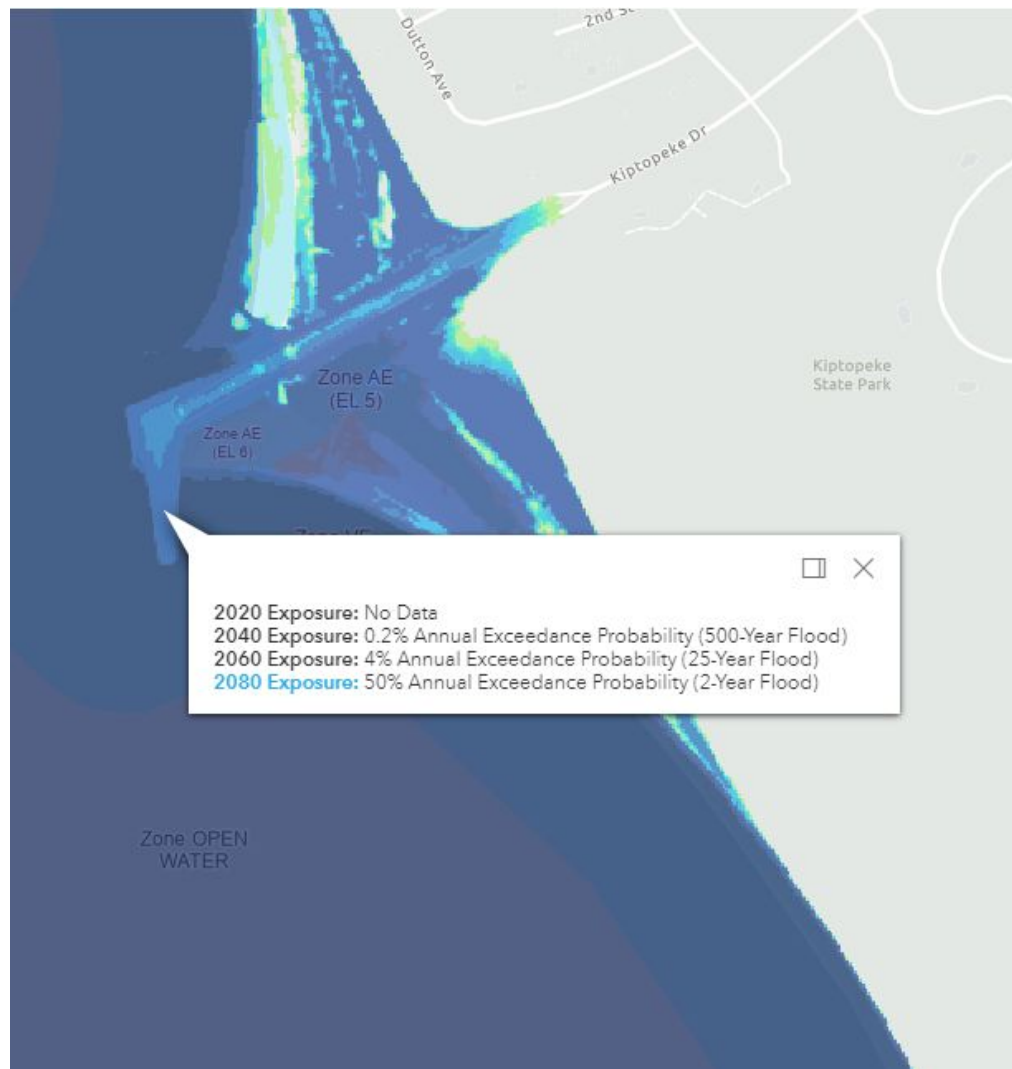 2nd
Dutton Ave
Kiptopeke Dr
Kiptopeke
State Park
Zone AE
(EL 5)
Zone AE
(EL 6)
2020 Exposure: No Data
2040 Exposure: 0.2% Annual Exceedance Probability (500-Year Flood)
2060 Exposure: 4% Annual Exceedance Probability (25-Year Flood)
2080 Exposure: 50% Annual Exceedance Probability (2-Year Flood)
Zone OPEN
WATER